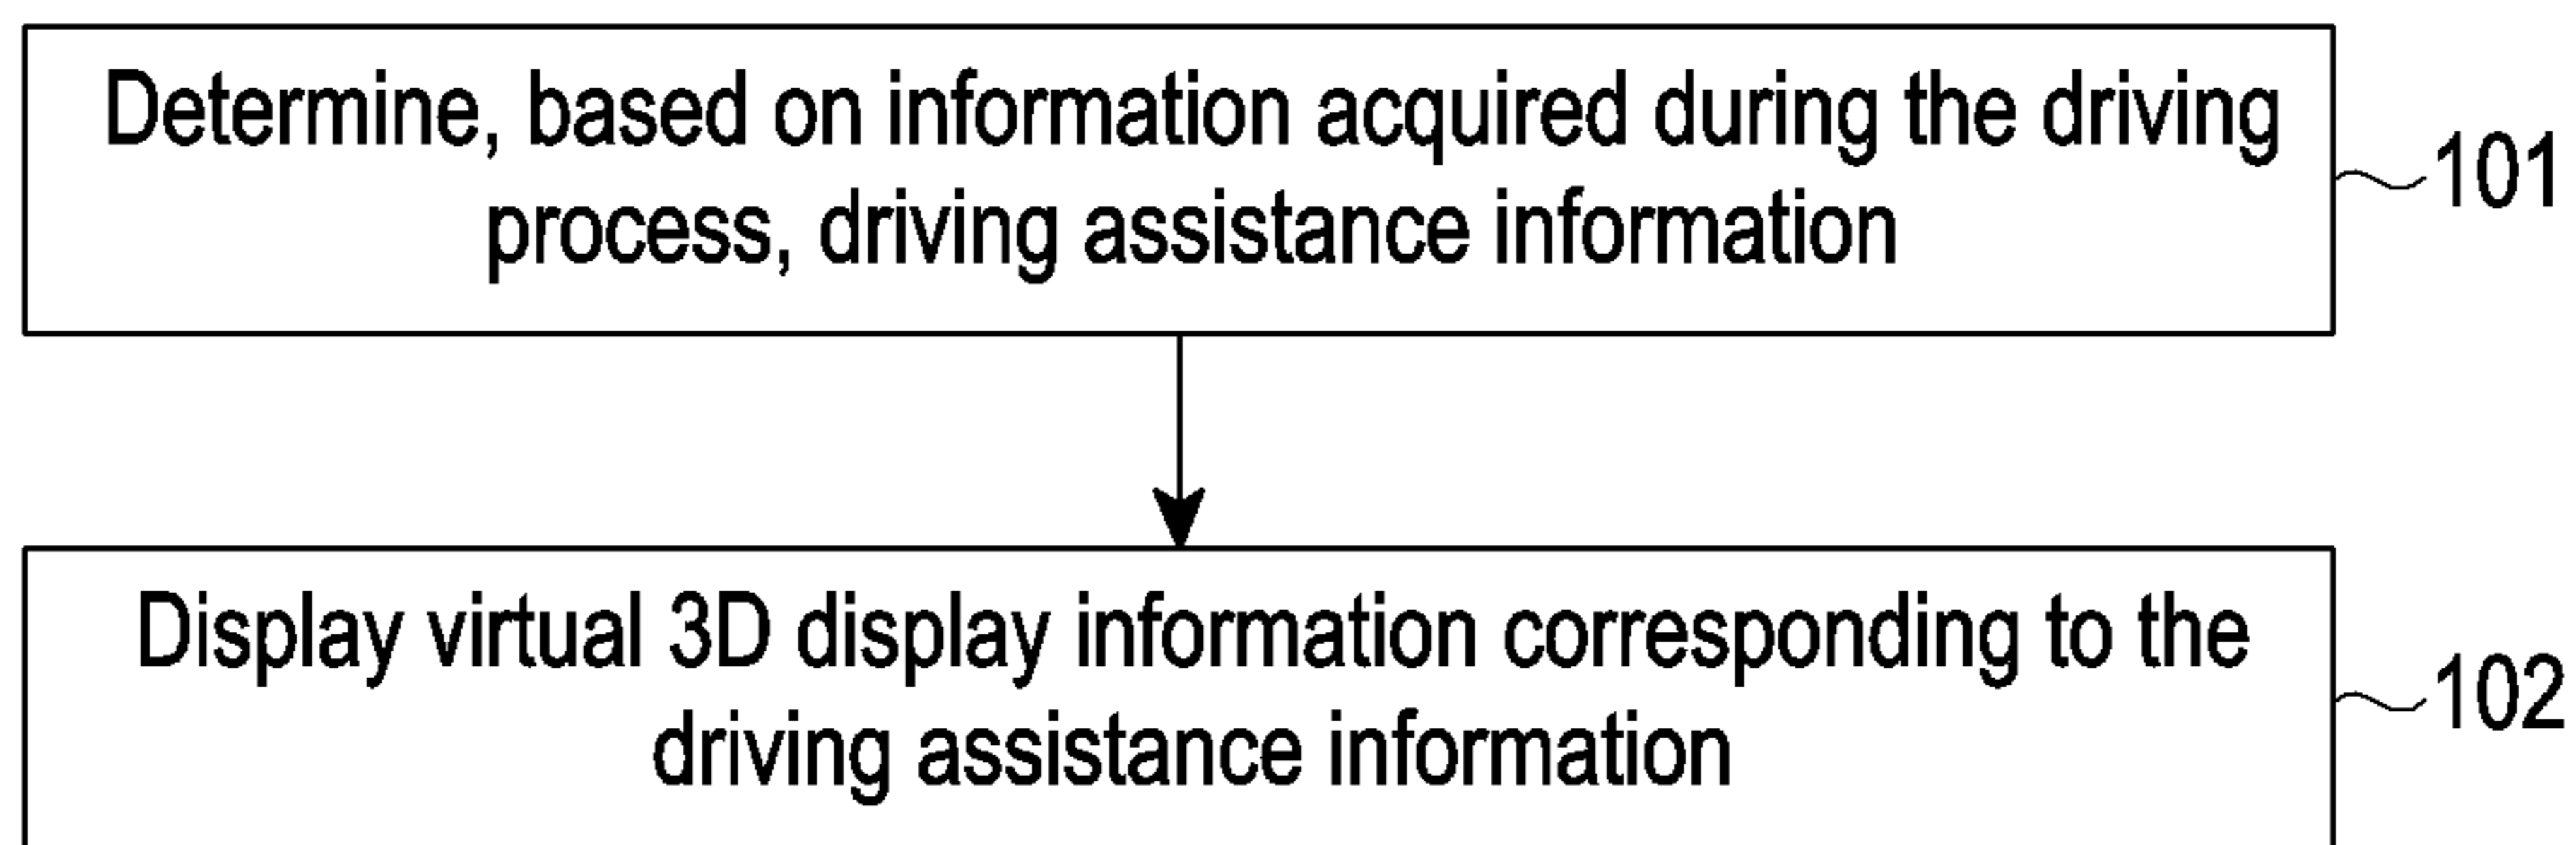 Determine, based on information acquired during the driving
process, driving assistance information
101
Display virtual 3D display information corresponding to the
driving assistance information
102